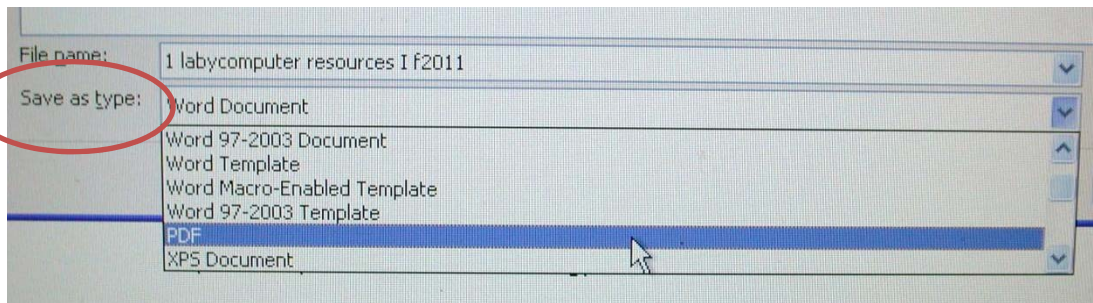 File name: 1 labycomputer resources I f2011
Save as type: Word Document
Word 97-2003 Document
Word Template
Word Macro-Enabled Template
Word 97-2003 Template
PDF
XPS Document